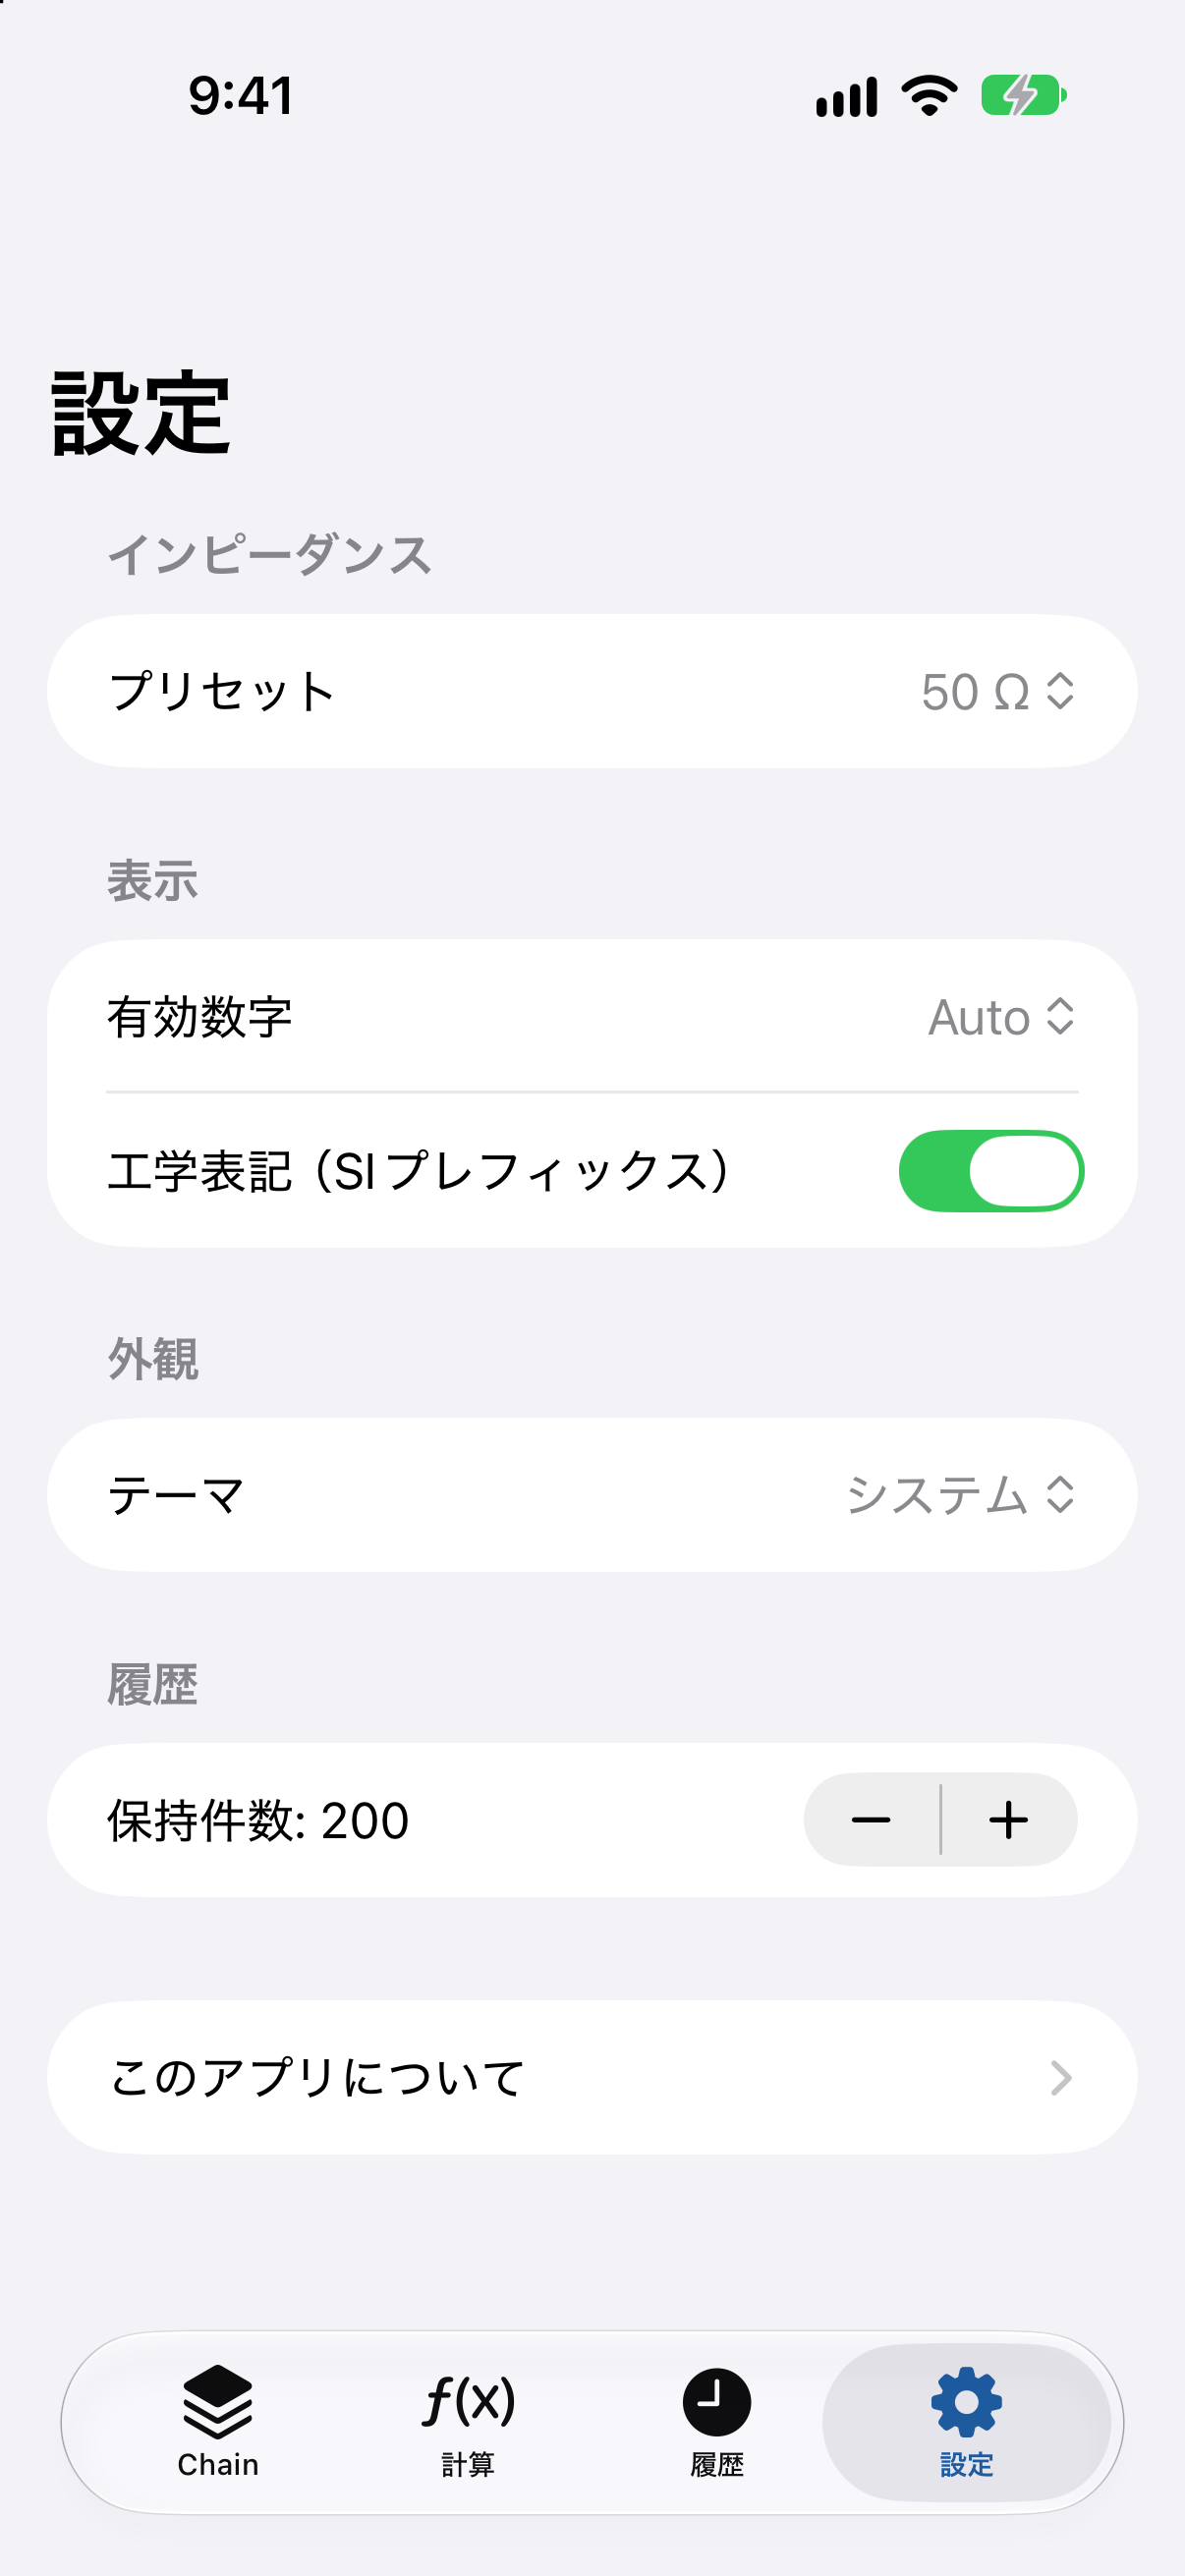 9:41
設定
インピーダンス
プリセット 50 Ω
表示
有効数字 Auto
工学表記（SIプレフィックス）
外観
テーマ システム
履歴
保持件数: 200
このアプリについて
f(x)
Chain 計算 履歴 設定